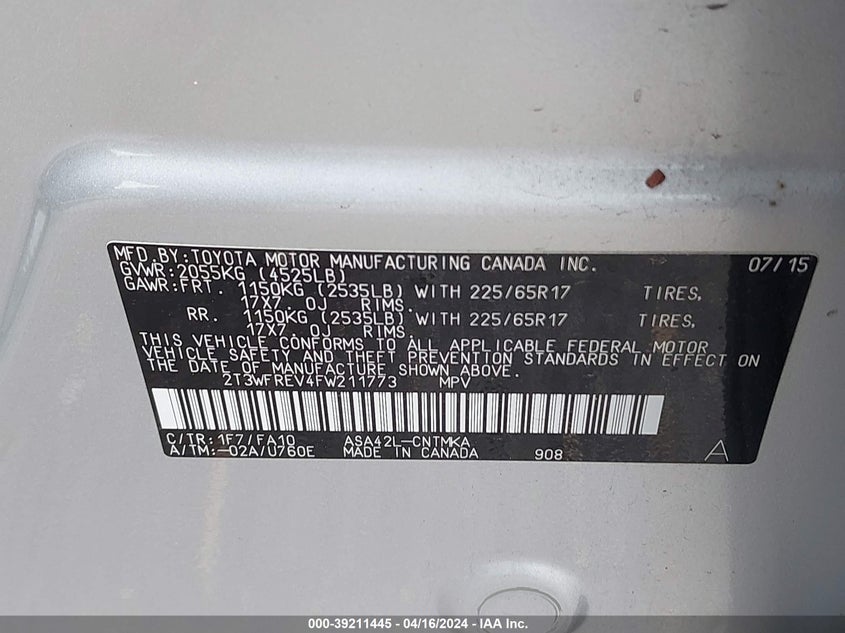 MFD.BY:TOYOTA MOTOR MANUFACTURING CANADA INC. 07/15
GVWR:2055KG (4525LB)
GAWR:FRT. 1150KG (2535LB) WITH 225/65R17 TIRES,
17X7 0J RIMS.
RR. 1150KG (2535LB) WITH 225/65R17 TIRES,
17X7 0J RIMS.
THIS VEHICLE CONFORMS TO ALL APPLICABLE FEDERAL MOTOR
VEHICLE SAFETY AND THEFT PREVENTION STANDARDS IN EFFECT ON
THE DATE OF MANUFACTURE SHOWN ABOVE.
2T3WFREV4FW211773 MPV
C/TR:1F7/FA10 ASA42L-CNTMKA
A/TM:-02A/U760E MADE IN CANADA 908 A
000-39211445 - 04/16/2024 - IAA Inc.